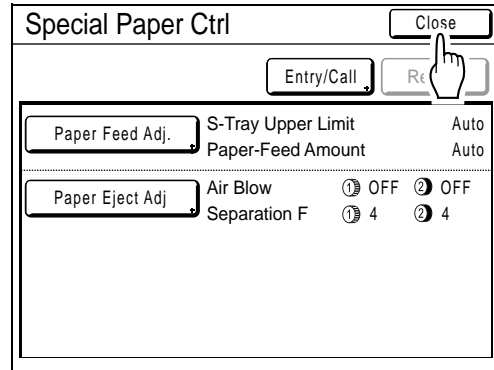 Special Paper Ctrl Close
Entry/Call
Paper Feed Adj. S-Tray Upper Limit Auto
Paper-Feed Amount Auto
Paper Eject Adj Air Blow ① OFF ② OFF
Separation F ① 4 ② 4